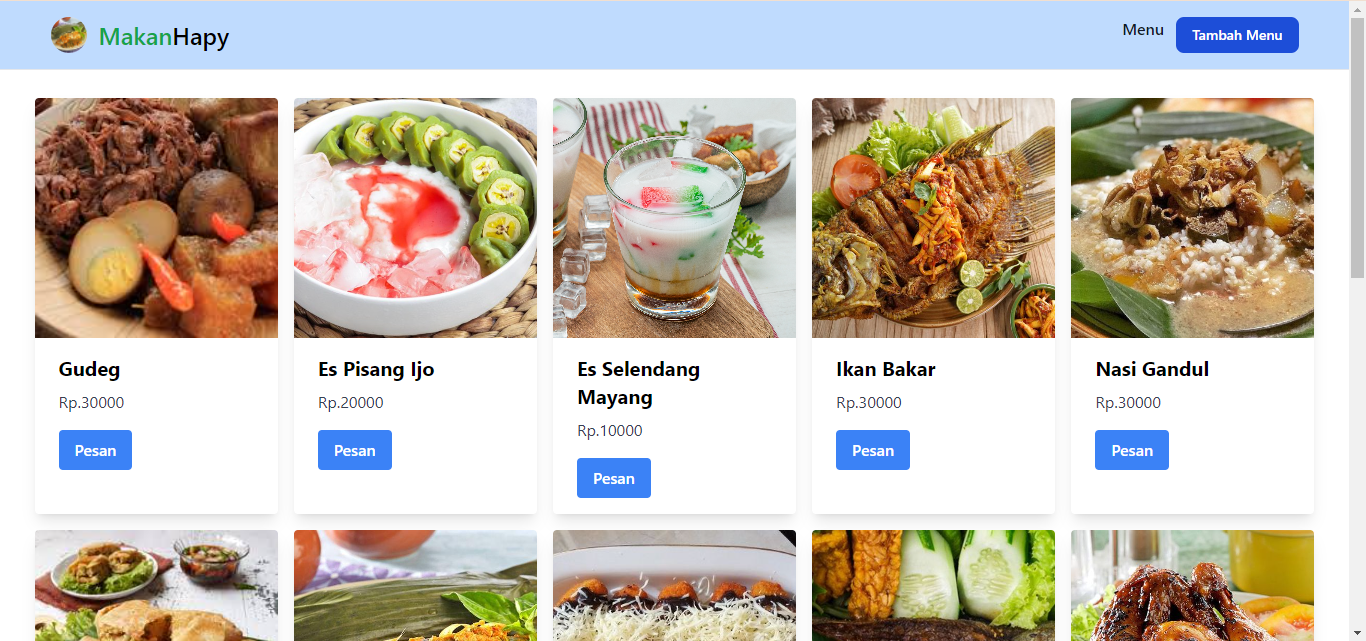 MakanHapy
Menu
Tambah Menu
Gudeg
Rp.30000
Pesan
Es Pisang Ijo
Rp.20000
Pesan
Es Selendang
Mayang
Rp.10000
Pesan
Ikan Bakar
Rp.30000
Pesan
Nasi Gandul
Rp.30000
Pesan